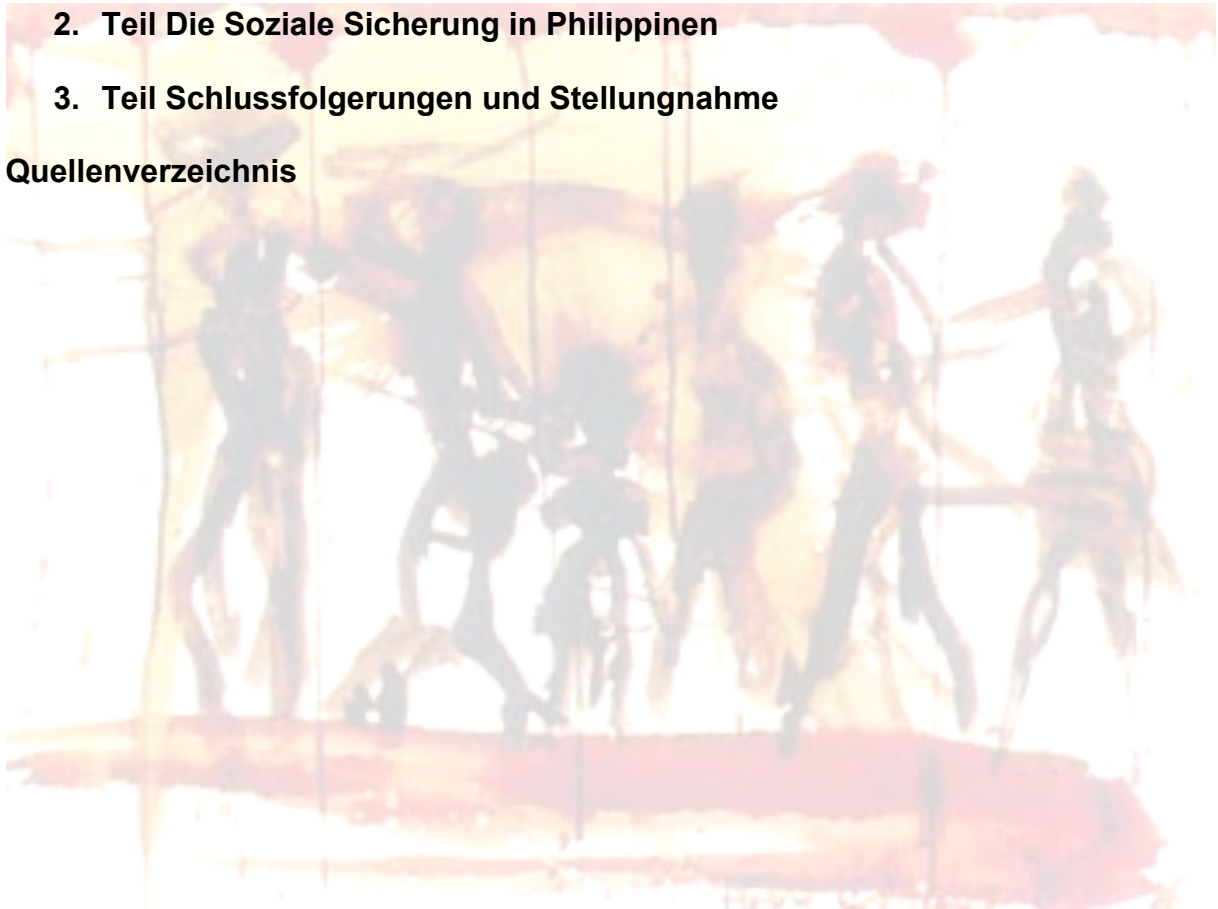 2. Teil Die Soziale Sicherung in Philippinen
3. Teil Schlussfolgerungen und Stellungnahme
Quellenverzeichnis